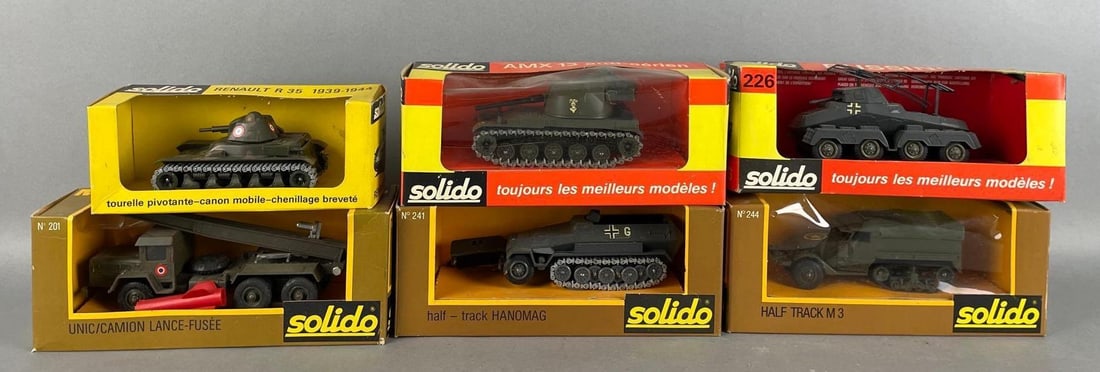 solido
RENAULT R 35 1939-1944
tourelle pivotante-canon mobile-chenillage breveté
solido
AMX 13
solido
toujours les meilleurs modèles !
226
solido
toujours les meilleurs modèles !
N° 201
UNIC/CAMION LANCE-FUSÉE
solido
N° 241
G
half - track HANOMAG
solido
N° 244
HALF TRACK M 3
solido